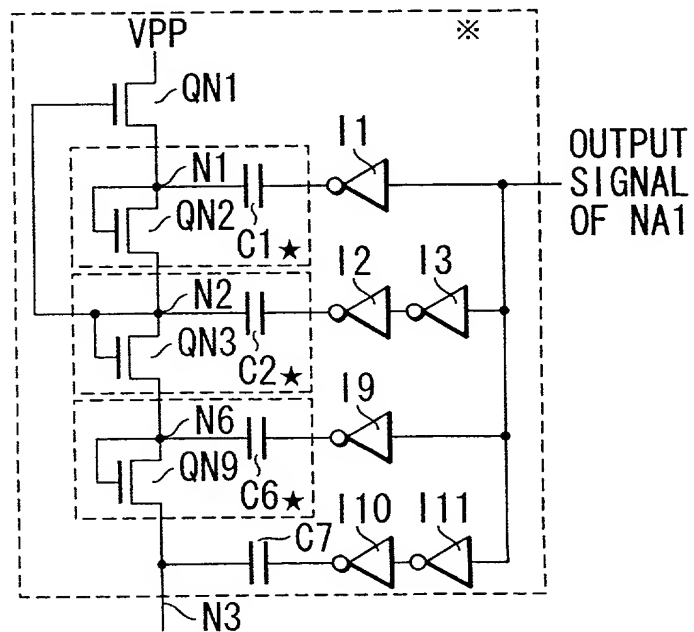 VPP
※
QN1
I1
OUTPUT
SIGNAL
OF NA1
N1
QN2
C1★
I2
I3
N2
QN3
C2★
I9
N6
QN9
C6★
I10
I11
C7
N3